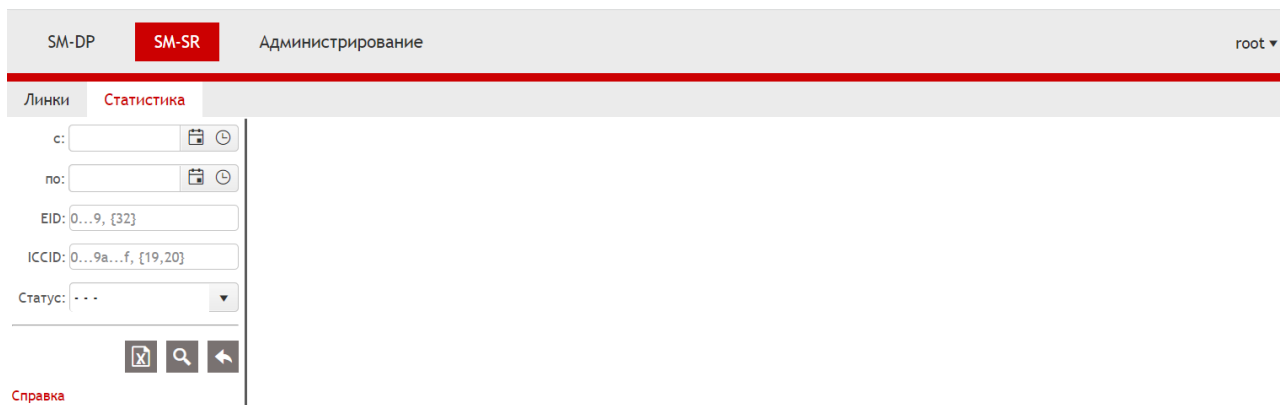 SM-DP SM-SR Администрирование root
Линки Статистика
с:
по:
EID: 0...9, {32}
ICCID: 0...9a...f, {19,20}
Статус: - - -
Справка